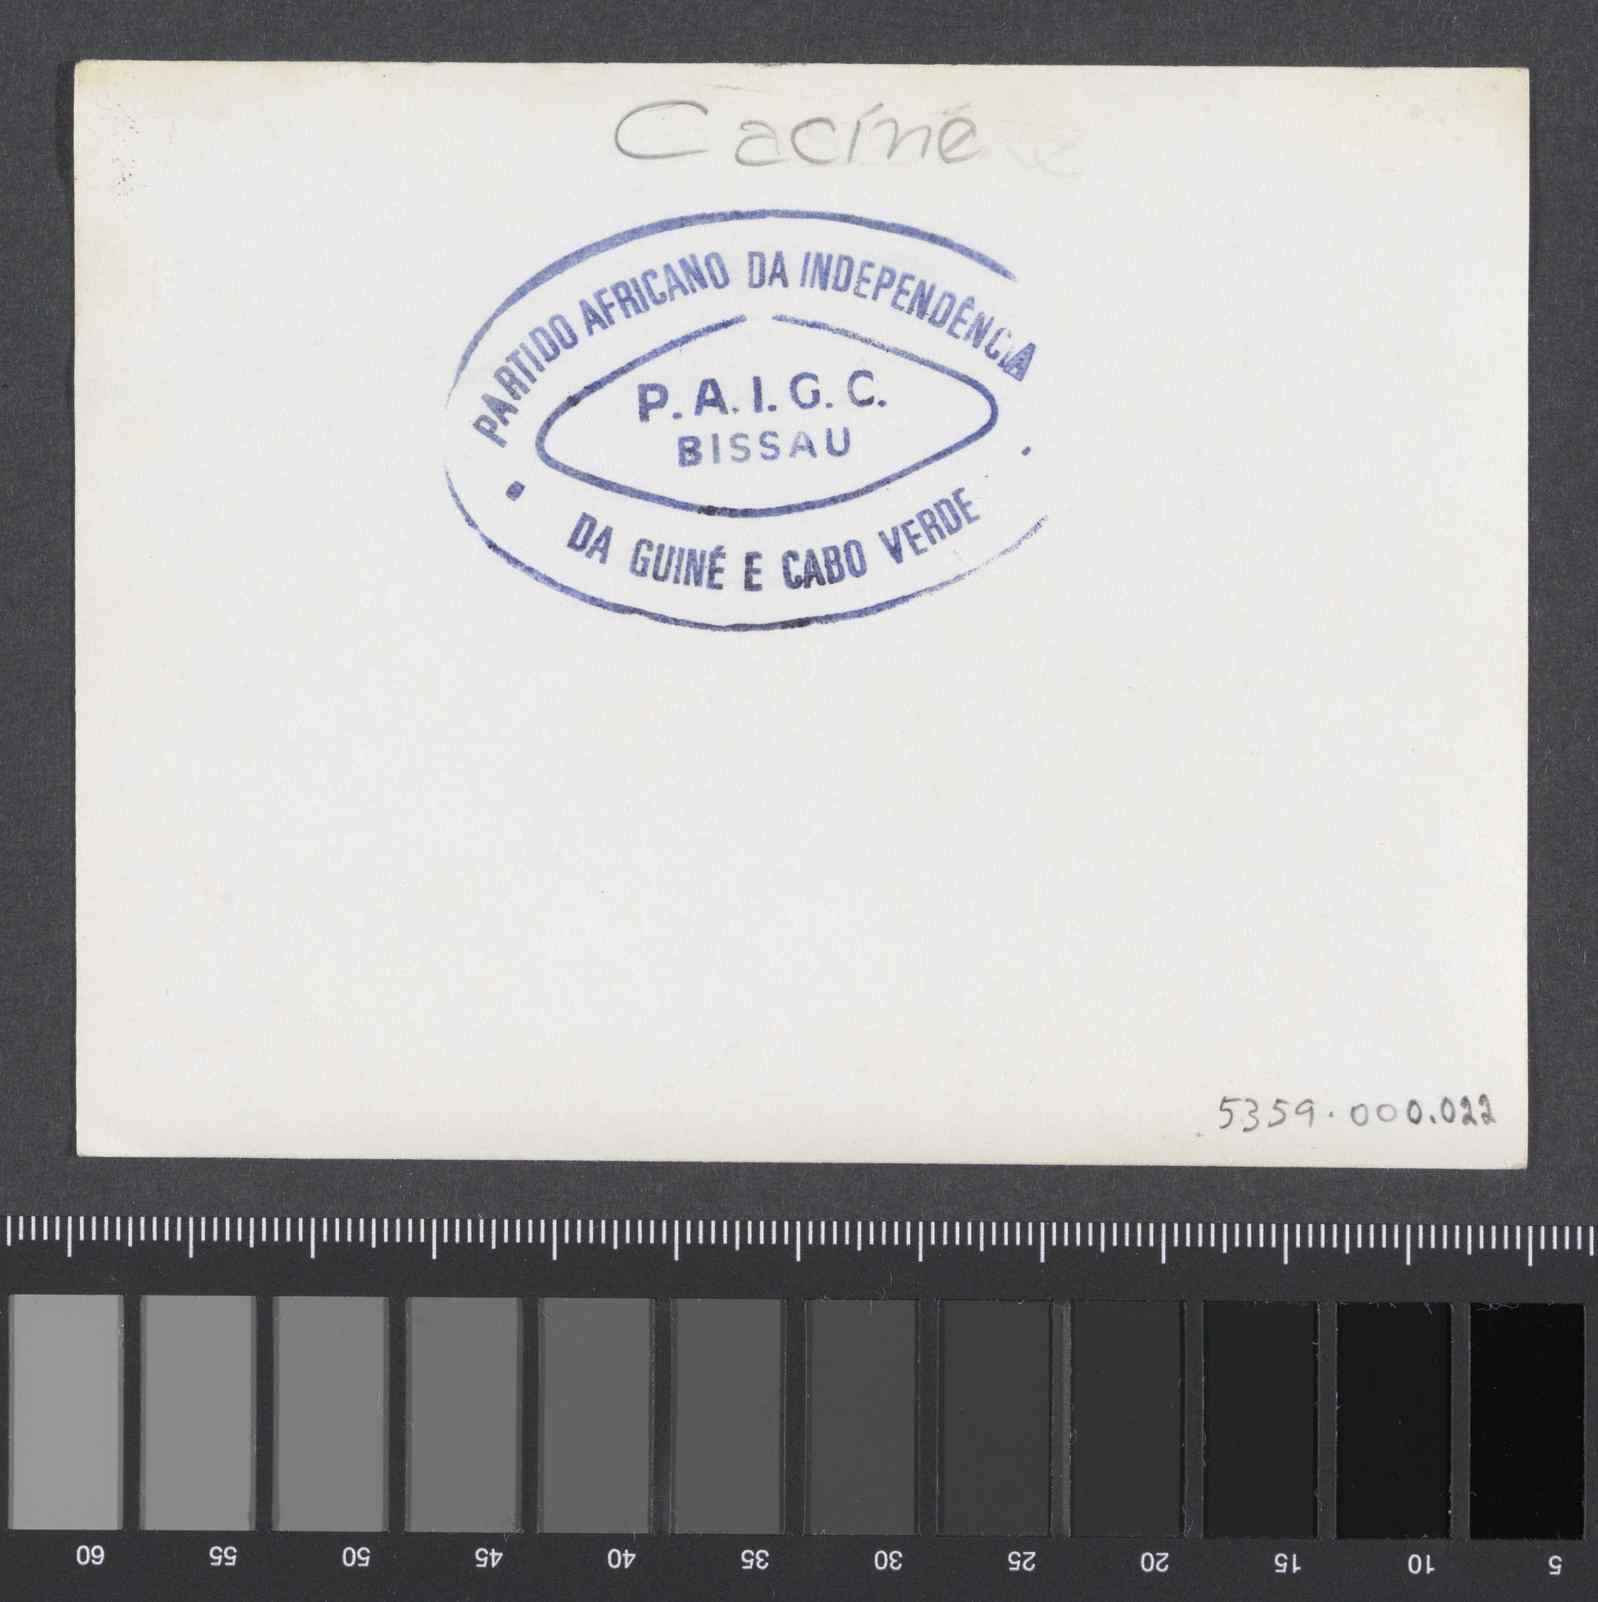 Cacine
PARTIDO AFRICANO DA INDEPENDÊNCIA
P. A. I. G. C.
BISSAU
DA GUINÉ E CABO VERDE
5359.000.022
60 55 50 45 40 35 30 25 20 15 10 5